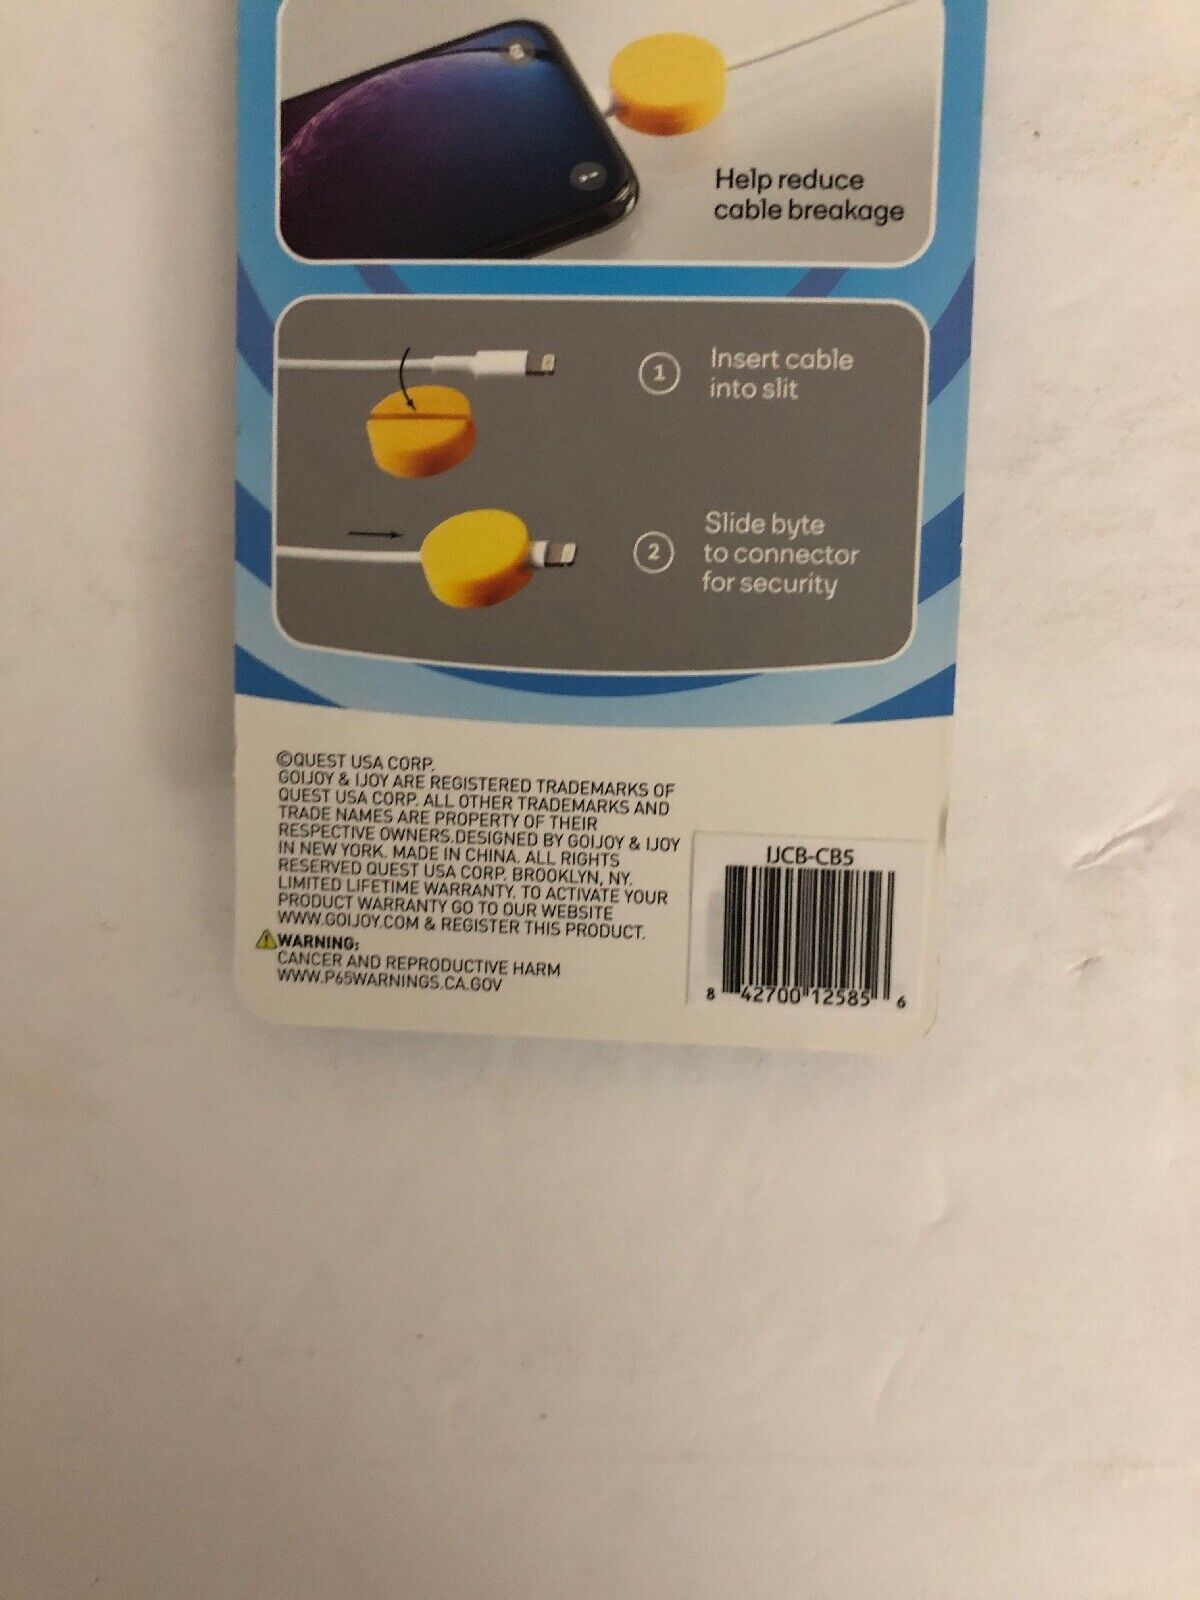 Help reduce
cable breakage
1
Insert cable
into slit
2
Slide byte
to connector
for security
©QUEST USA CORP.
GOIJOY & IJOY ARE REGISTERED TRADEMARKS OF
QUEST USA CORP. ALL OTHER TRADEMARKS AND
TRADE NAMES ARE PROPERTY OF THEIR
RESPECTIVE OWNERS.DESIGNED BY GOIJOY & IJOY
IN NEW YORK. MADE IN CHINA. ALL RIGHTS
RESERVED QUEST USA CORP. BROOKLYN, NY.
LIMITED LIFETIME WARRANTY. TO ACTIVATE YOUR
PRODUCT WARRANTY GO TO OUR WEBSITE
WWW.GOIJOY.COM & REGISTER THIS PRODUCT.
WARNING:
CANCER AND REPRODUCTIVE HARM
WWW.P65WARNINGS.CA.GOV
IJCB-CB5
8 42700 12585 6